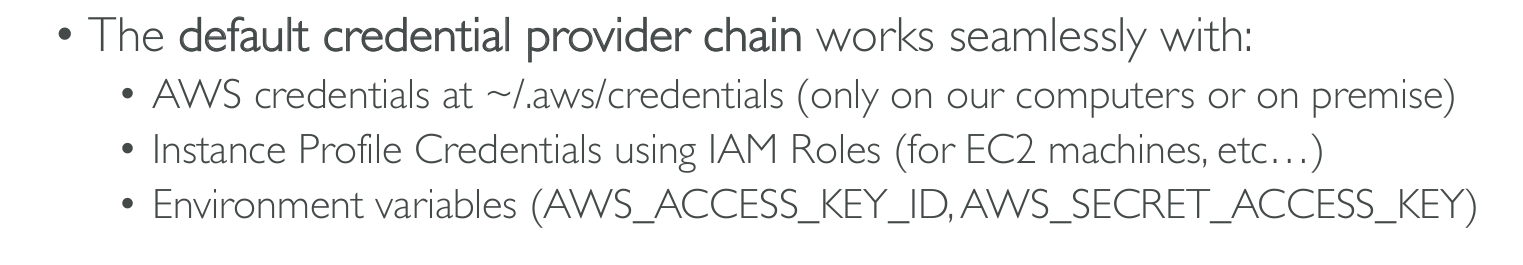 • The default credential provider chain works seamlessly with:
• AWS credentials at ~/.aws/credentials (only on our computers or on premise)
• Instance Profile Credentials using IAM Roles (for EC2 machines, etc…)
• Environment variables (AWS_ACCESS_KEY_ID, AWS_SECRET_ACCESS_KEY)